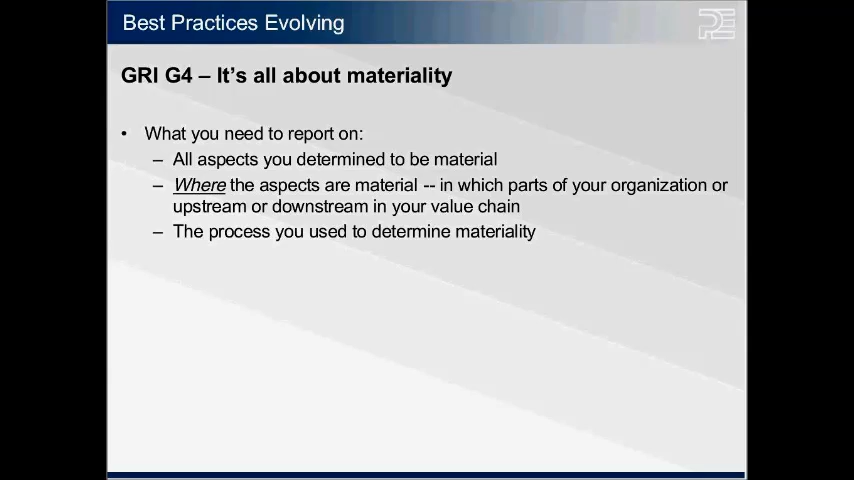 Best Practices Evolving
PE
GRI G4 – It's all about materiality
• What you need to report on:
– All aspects you determined to be material
– Where the aspects are material -- in which parts of your organization or
upstream or downstream in your value chain
– The process you used to determine materiality